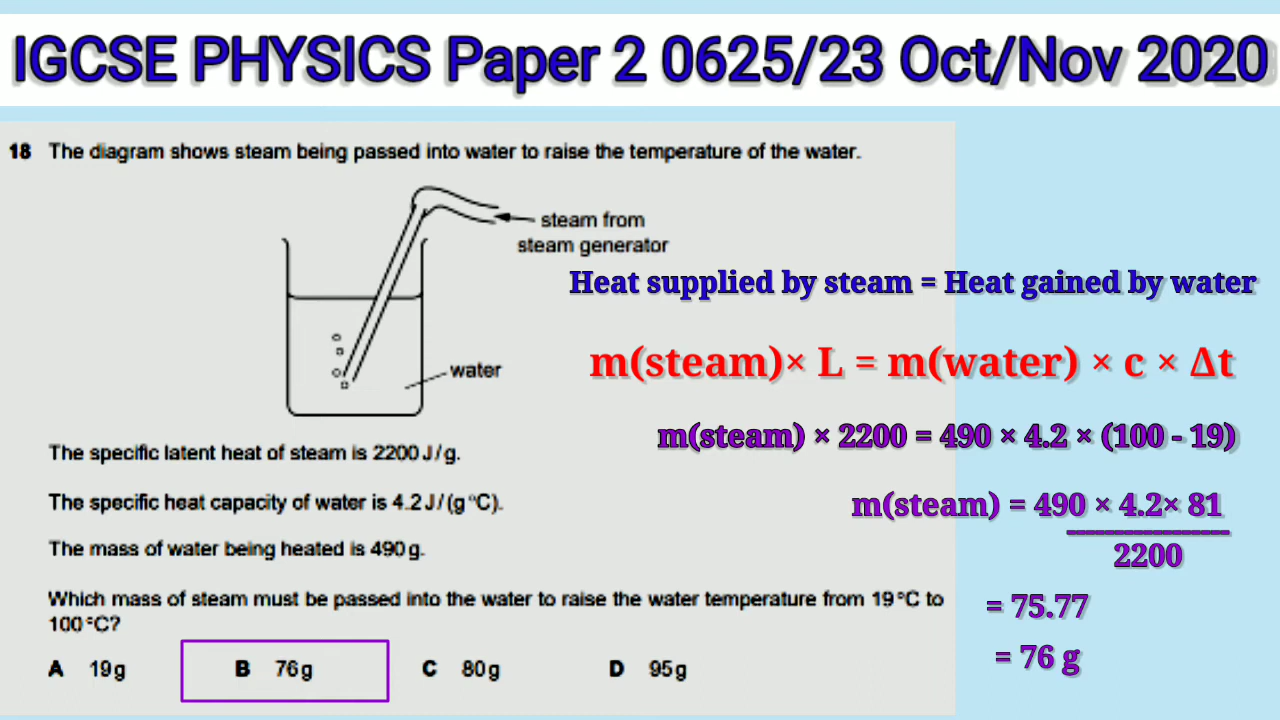 IGCSE PHYSICS Paper 2 0625/23 Oct/Nov 2020
18 The diagram shows steam being passed into water to raise the temperature of the water.
steam from
steam generator
Heat supplied by steam = Heat gained by water
m(steam)× L = m(water) × c × Δt
water
m(steam) × 2200 = 490 × 4.2 × (100 - 19)
The specific latent heat of steam is 2200 J/g.
The specific heat capacity of water is 4.2 J/(g °C).
m(steam) = 490 × 4.2× 81
-----------------
2200
The mass of water being heated is 490 g.
Which mass of steam must be passed into the water to raise the water temperature from 19 °C to
100 °C?
= 75.77
= 76 g
A 19 g B 76 g C 80 g D 95 g